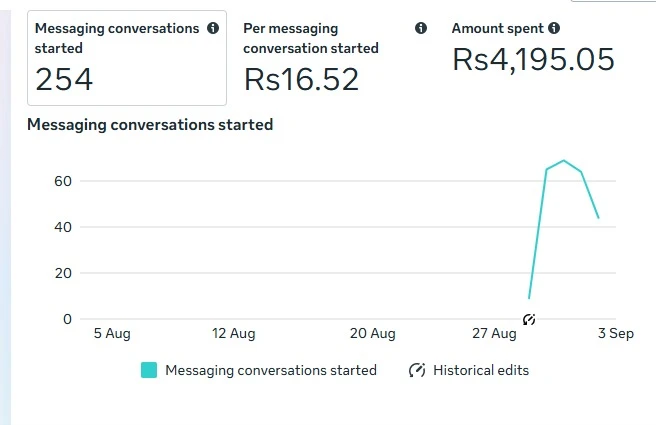 Messaging conversations started
254
Per messaging conversation started
Rs16.52
Amount spent
Rs4,195.05
Messaging conversations started
60
40
20
0
5 Aug 12 Aug 20 Aug 27 Aug 3 Sep
Messaging conversations started Historical edits